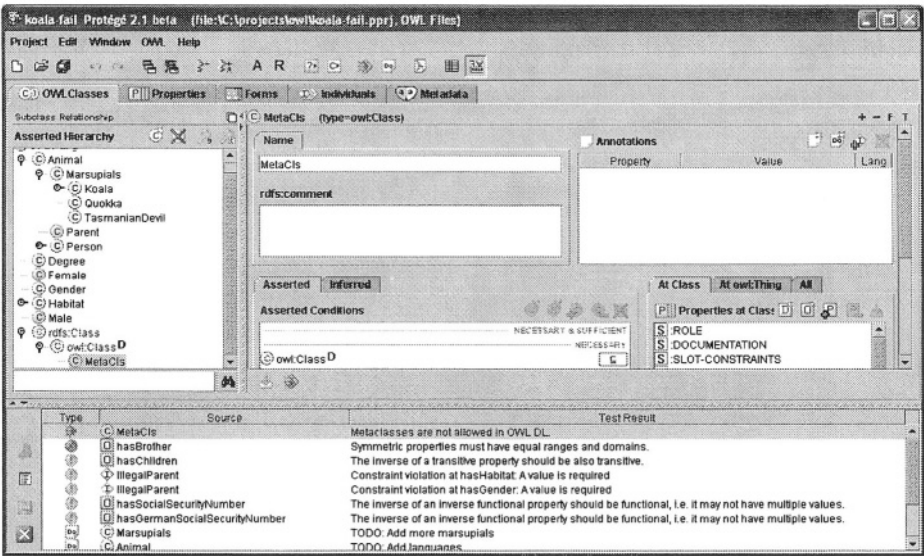 koala-fail Protégé 2.1 beta (file:\C:\projects\owl\koala-fail.pprj, OWL Files)
Project Edit Window OWL Help
OWLClasses Properties Forms Individuals Metadata
Subclass Relationship
Asserted Hierarchy
Animal
Marsupials
Koala
Quokka
TasmanianDevil
Parent
Person
Degree
Female
Gender
Habitat
Male
rdfs:Class
owl:Class D
MetaCls
MetaCls (type=owl:Class)
+ - F T
Name
MetaCls
rdfs:comment
Annotations
Property Value Lang
Asserted Inferred
Asserted Conditions
NECESSARY & SUFFICIENT
NECESSARY
owl:Class D
At Class At owl:Thing All
Properties at Class
S :ROLE
S :DOCUMENTATION
S :SLOT-CONSTRAINTS
Type Source Test Result
MetaCls Metaclasses are not allowed in OWL DL.
hasBrother Symmetric properties must have equal ranges and domains.
hasChildren The inverse of a transitive property should be also transitive.
IllegalParent Constraint violation at hasHabitat: A value is required
IllegalParent Constraint violation at hasGender: A value is required
hasSocialSecurityNumber The inverse of an inverse functional property should be functional, i.e. it may not have multiple values.
hasGermanSocialSecurityNumber The inverse of an inverse functional property should be functional, i.e. it may not have multiple values.
Marsupials TODO: Add more marsupials
Animal TODO: Add languages